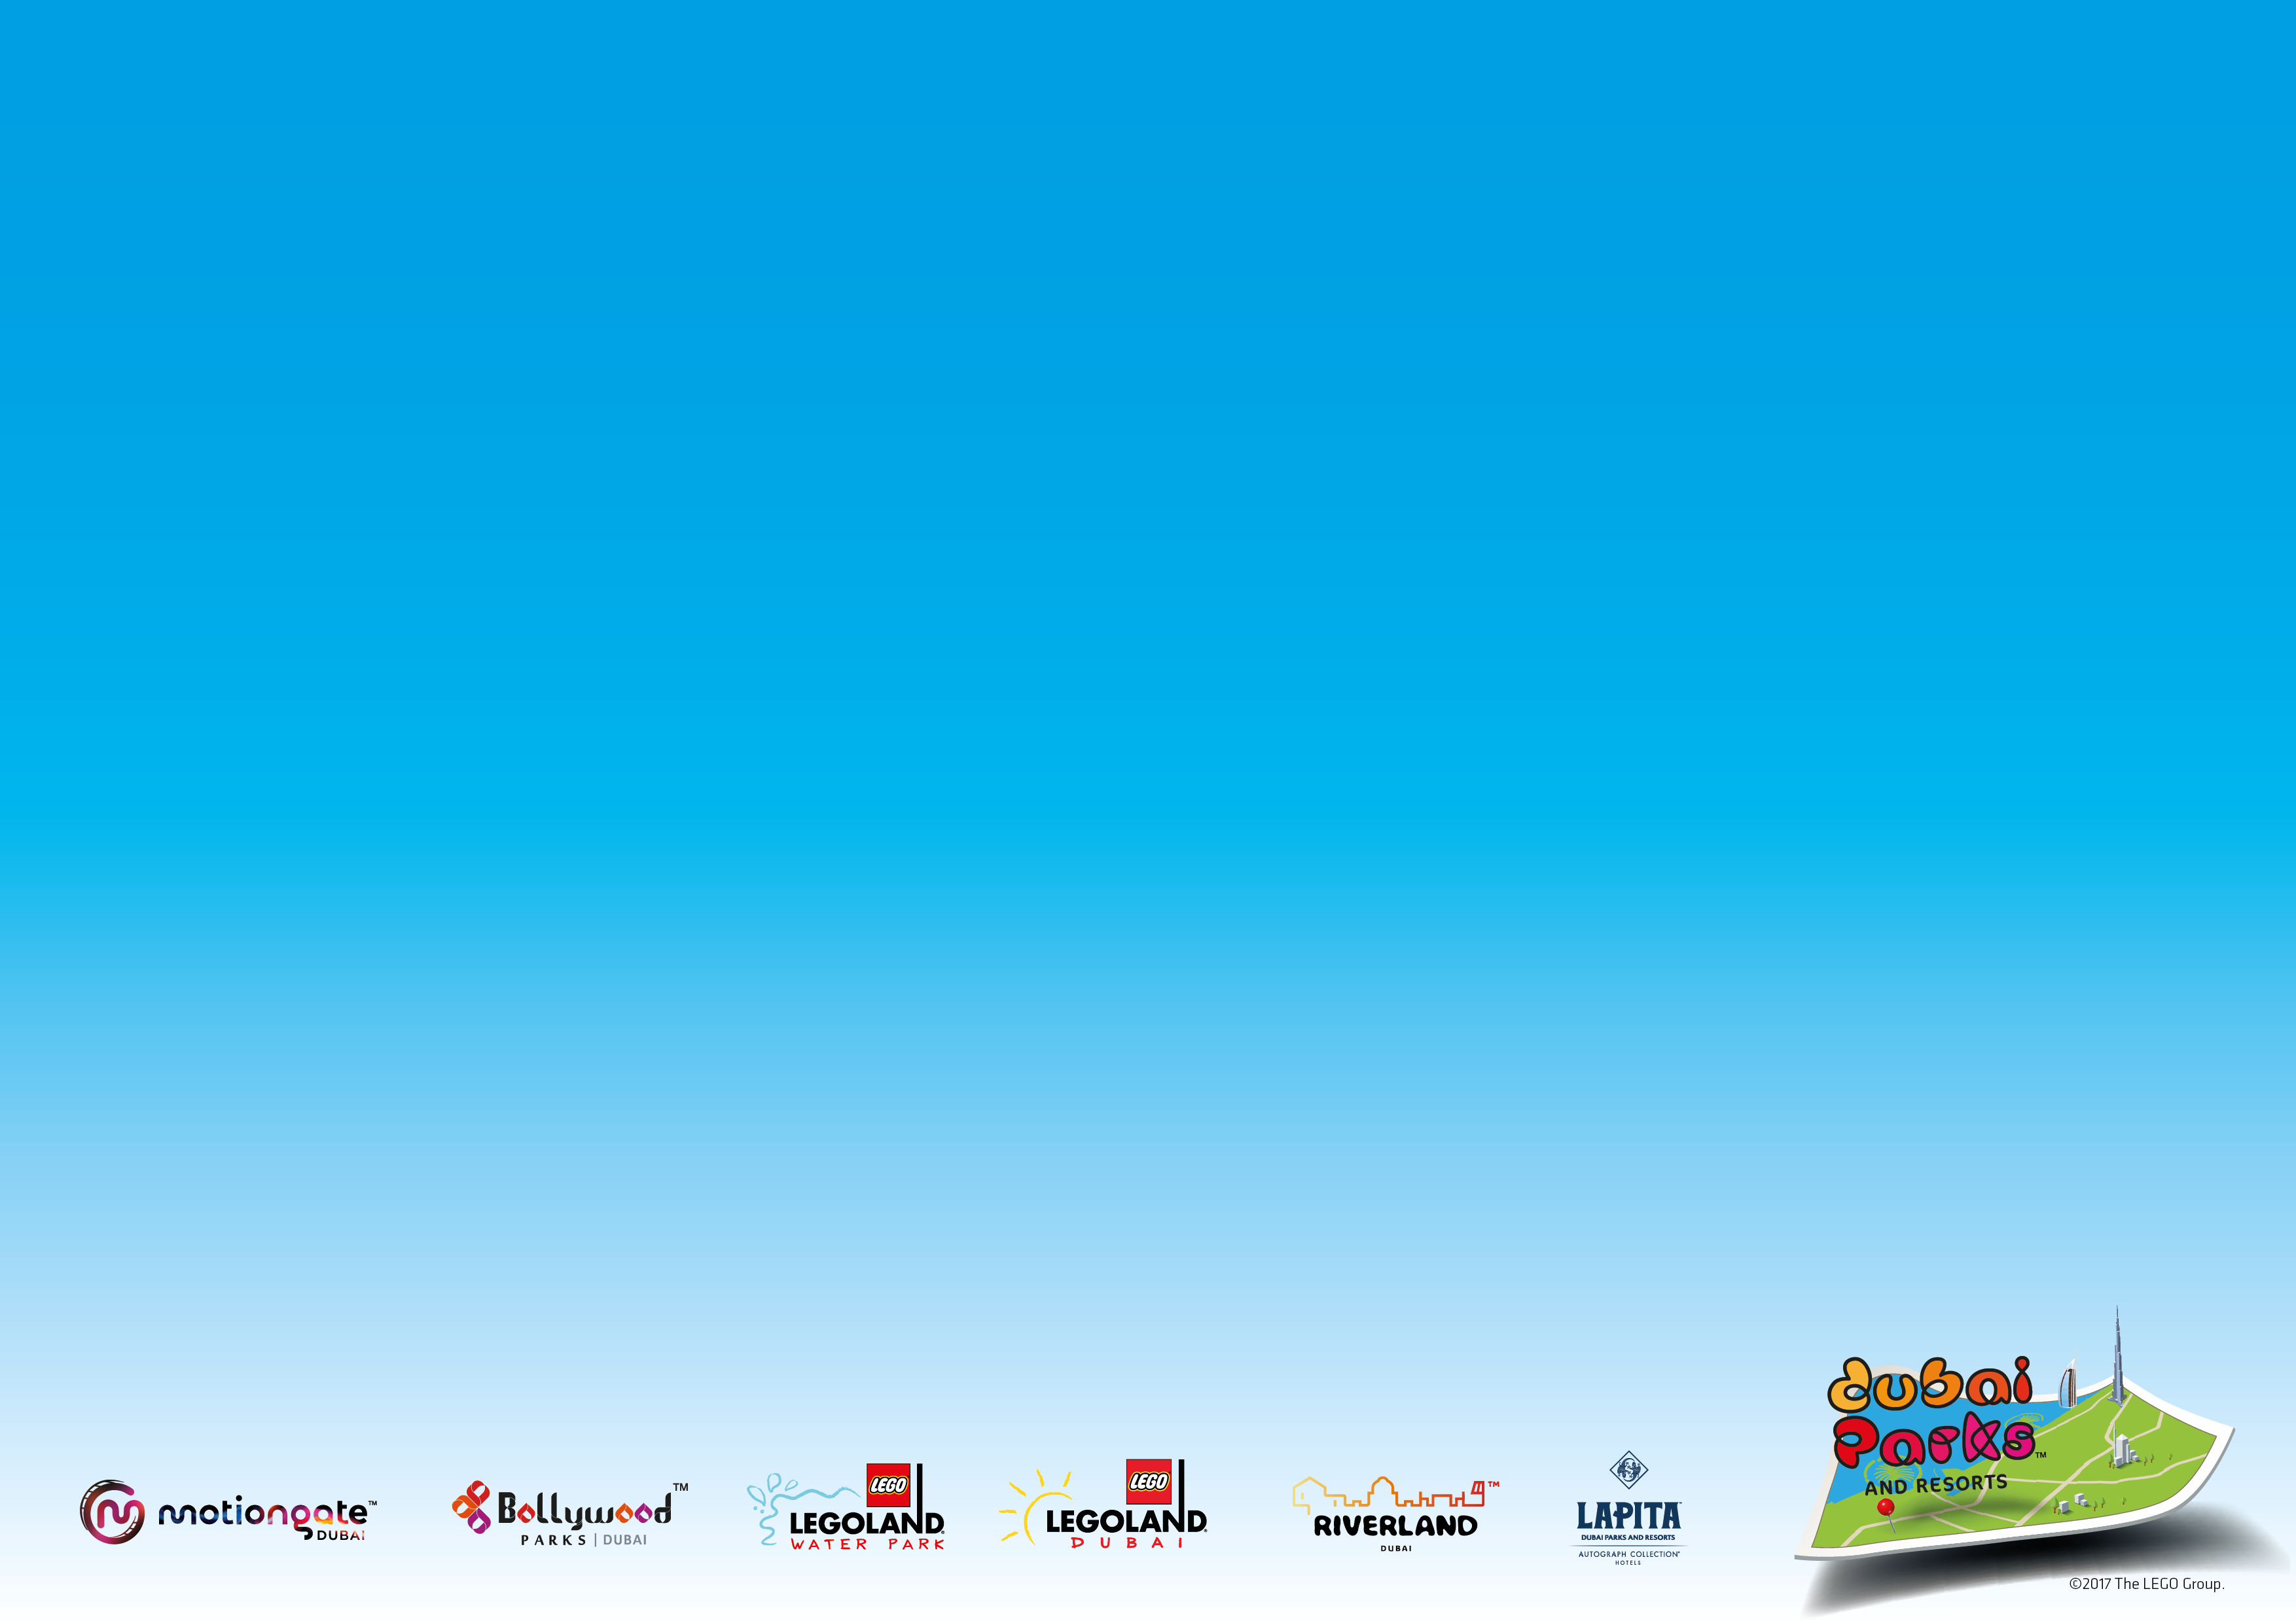 motiongate™
DUBAI
Bollywood™
PARKS | DUBAI
LEGO
LEGOLAND®
WATER PARK
LEGO
LEGOLAND®
DUBAI
RIVERLAND™
DUBAI
LAPITA™
DUBAI PARKS AND RESORTS
AUTOGRAPH COLLECTION®
HOTELS
dubai
Parks™
AND RESORTS
©2017 The LEGO Group.